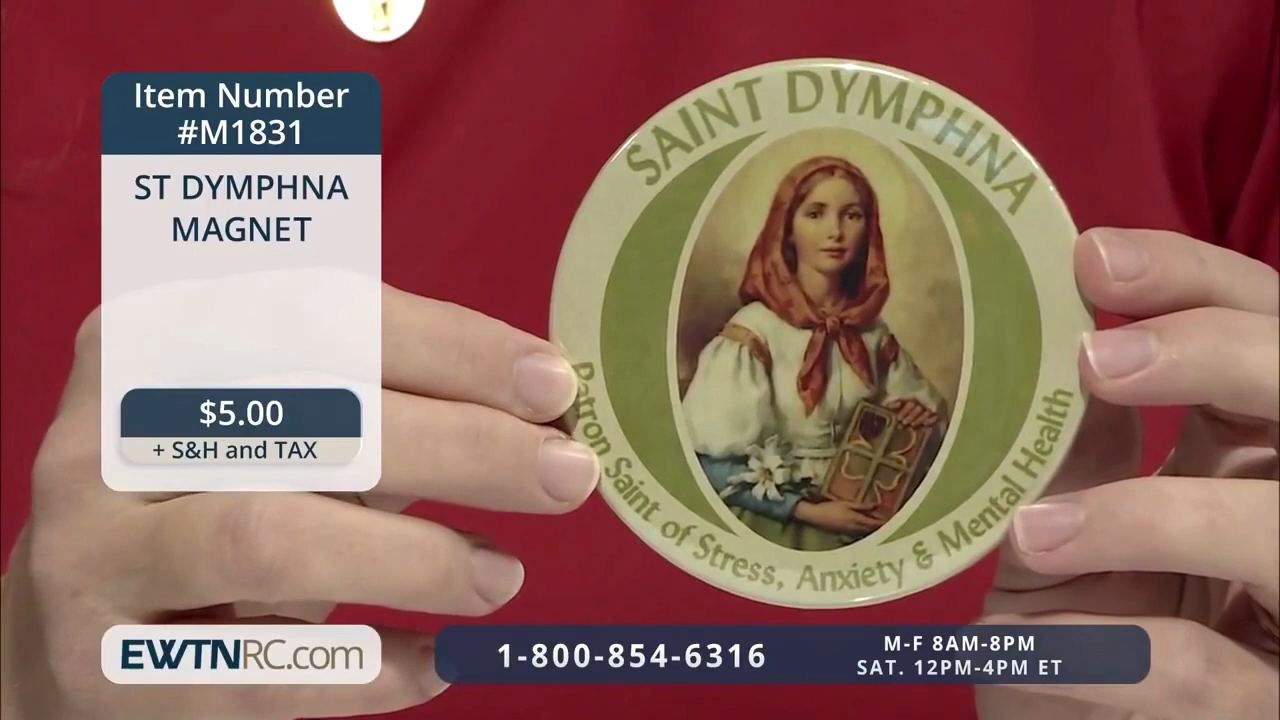 Item Number
#M1831
ST DYMPHNA
MAGNET
$5.00
+ S&H and TAX
SAINT DYMPHNA
Patron Saint of Stress, Anxiety & Mental Health
EWTNRC.com
1-800-854-6316
M-F 8AM-8PM
SAT. 12PM-4PM ET